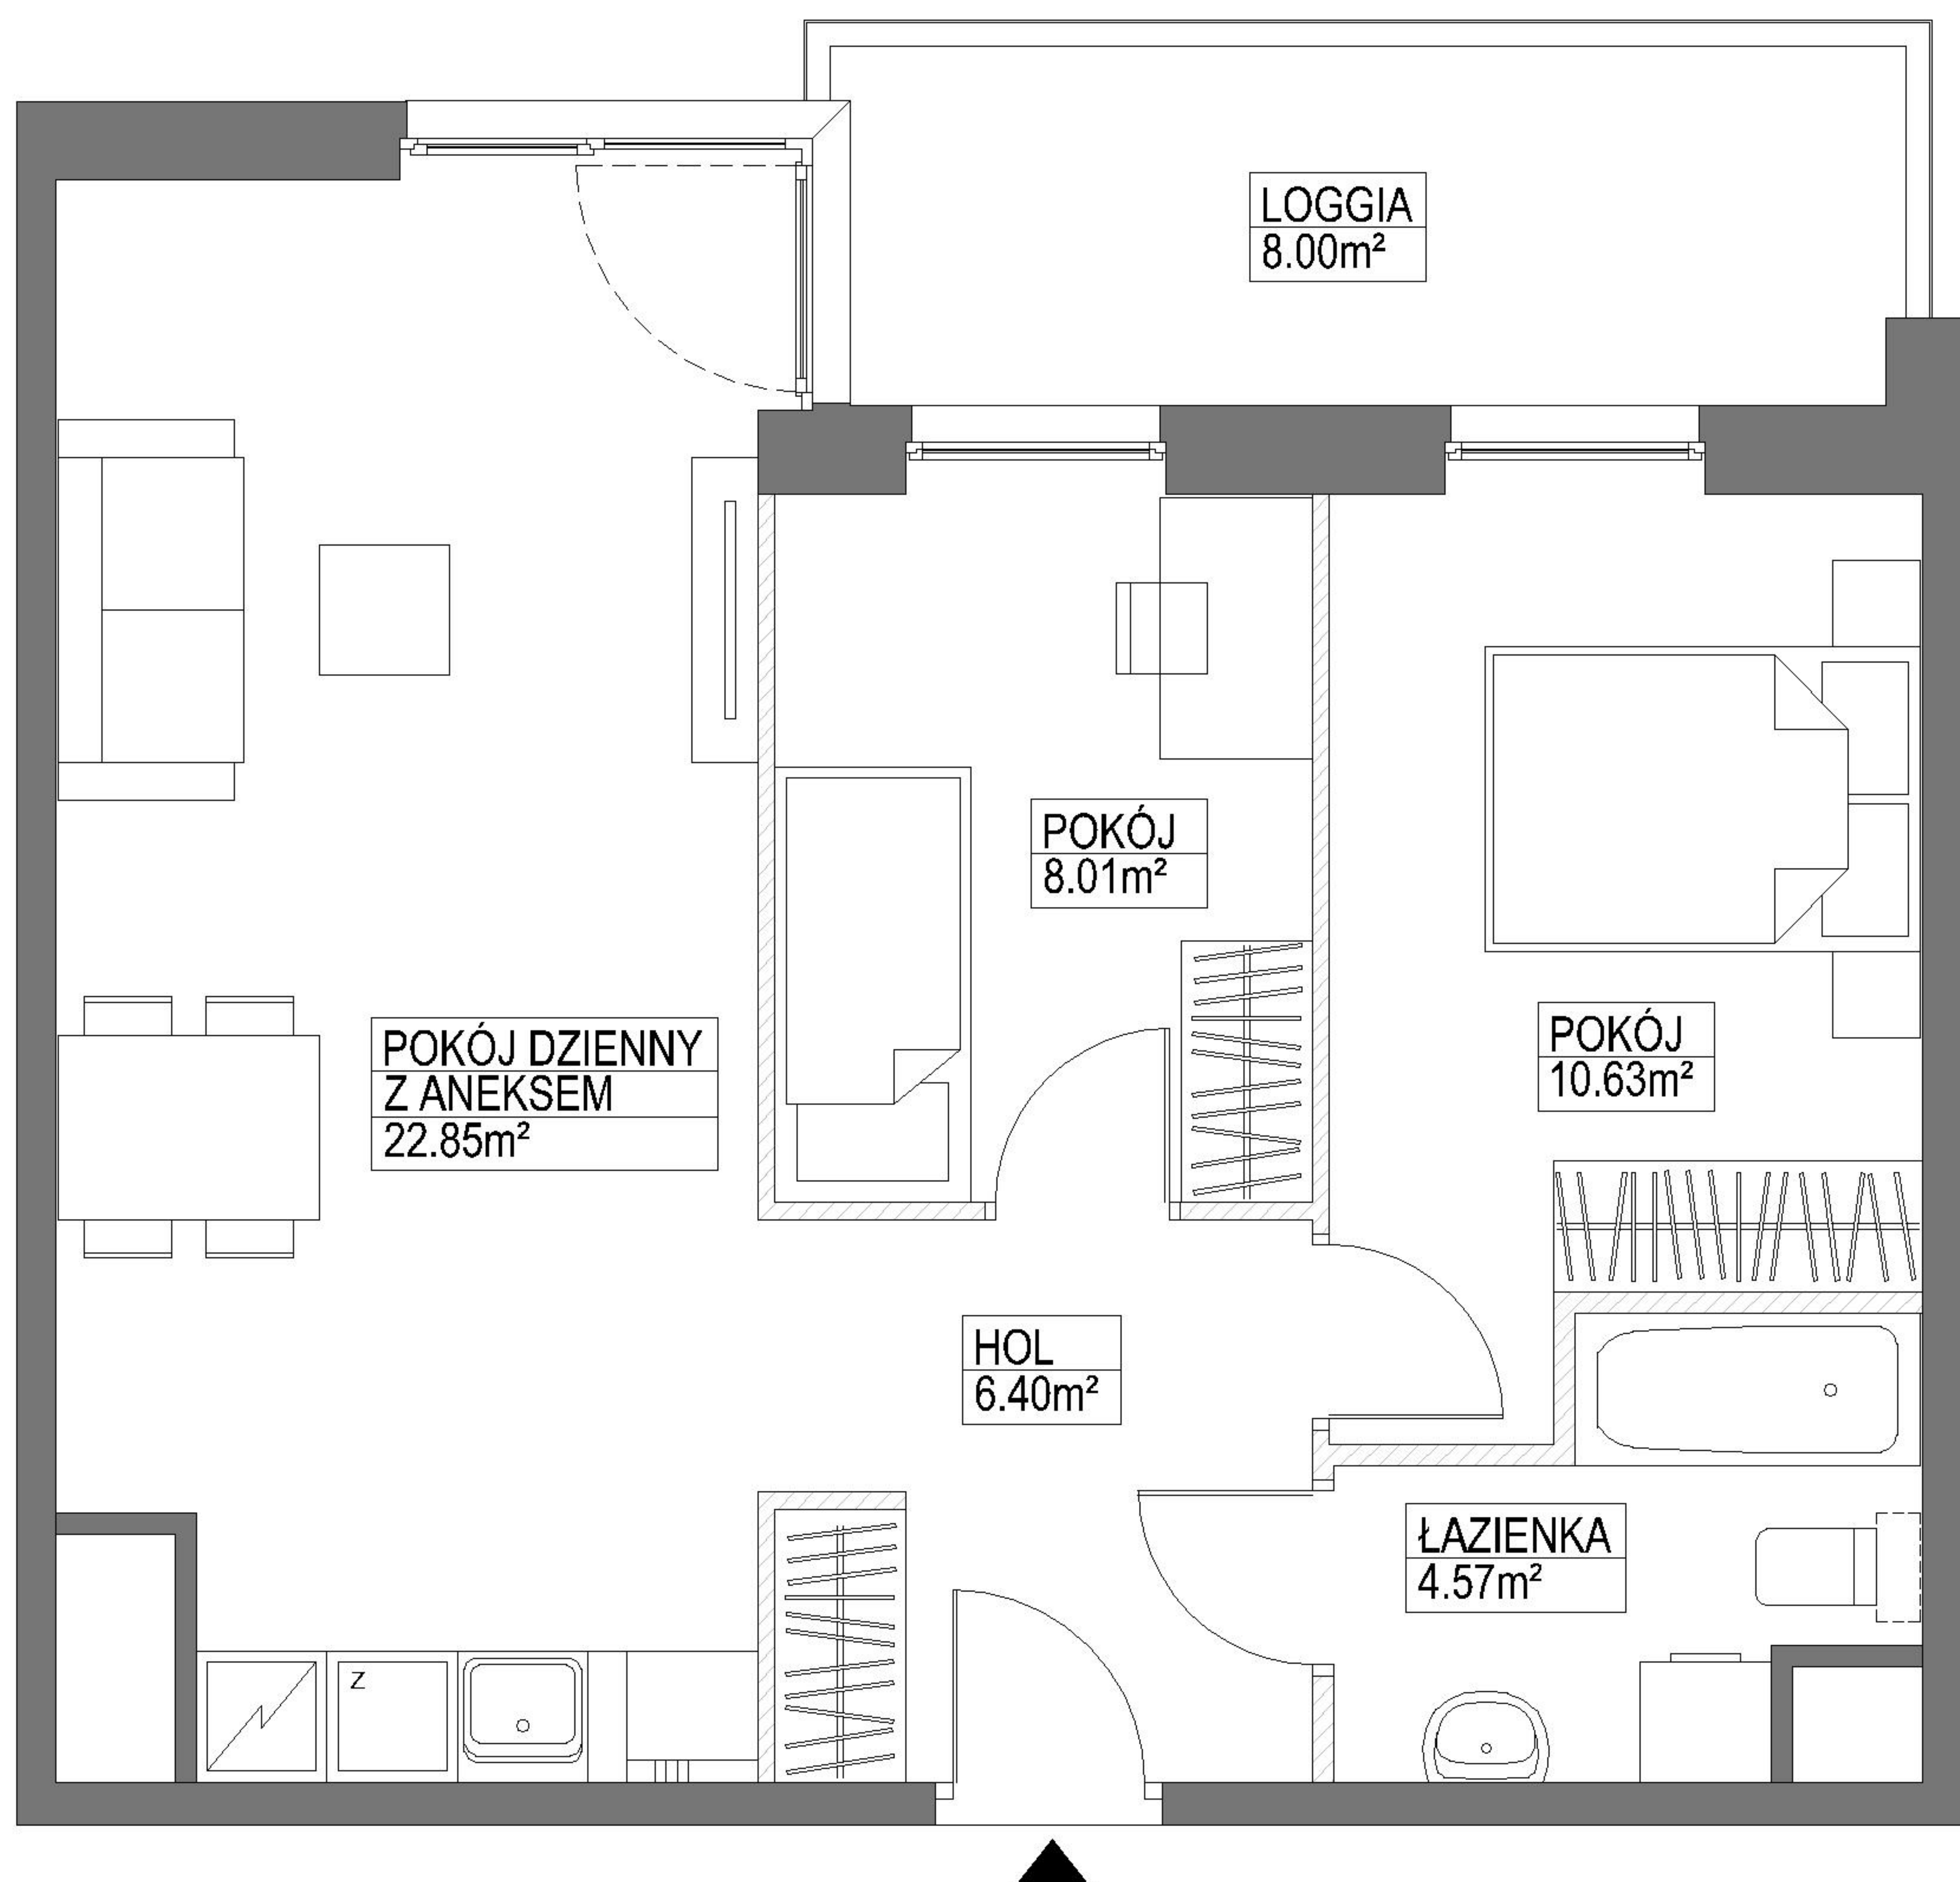 LOGGIA
8.00m²
POKÓJ
8.01m²
POKÓJ DZIENNY
Z ANEKSEM
22.85m²
POKÓJ
10.63m²
HOL
6.40m²
ŁAZIENKA
4.57m²
Z